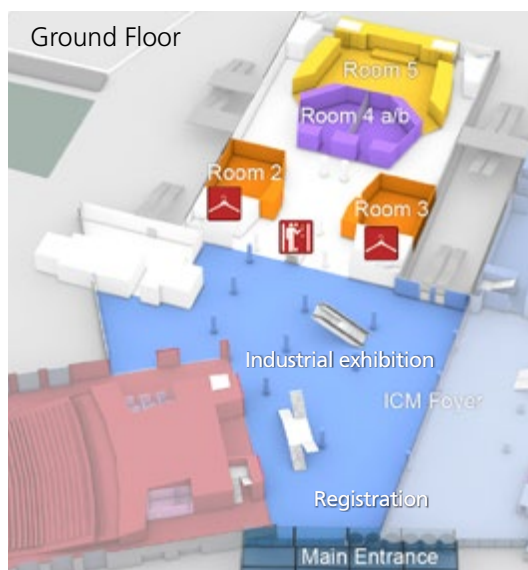 Ground Floor
Room 5
Room 4 a/b
Room 2
Room 3
Industrial exhibition
ICM Foyer
Registration
Main Entrance